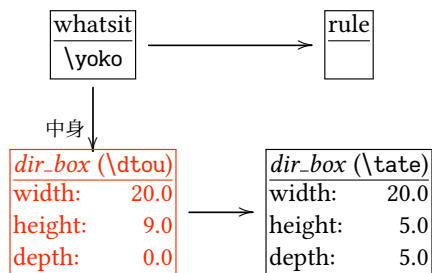 whatsit
\yoko
rule
中身
dir_box (\dtou)
width: 20.0
height: 9.0
depth: 0.0
dir_box (\tate)
width: 20.0
height: 5.0
depth: 5.0